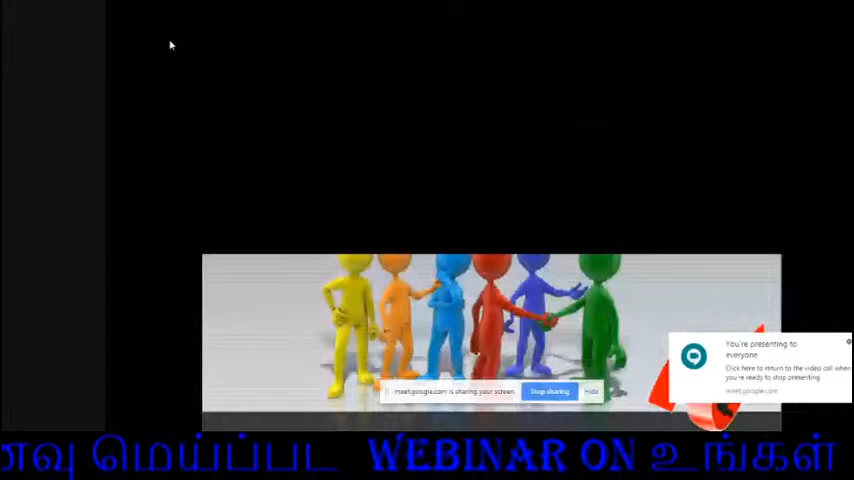 You're presenting to
everyone
Click here to return to the video call when
you're ready to stop presenting
meet.google.com
meet.google.com is sharing your screen. Stop sharing Hide
மெய்ப்பட WEBINAR ON உங்கள்